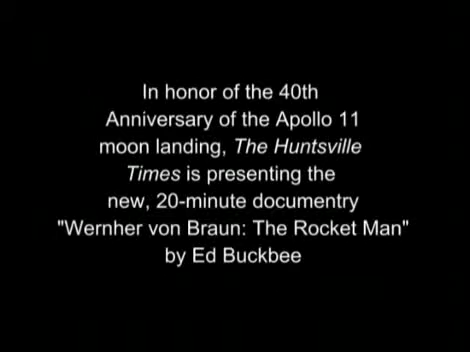 In honor of the 40th
Anniversary of the Apollo 11
moon landing, The Huntsville
Times is presenting the
new, 20-minute documentry
"Wernher von Braun: The Rocket Man"
by Ed Buckbee